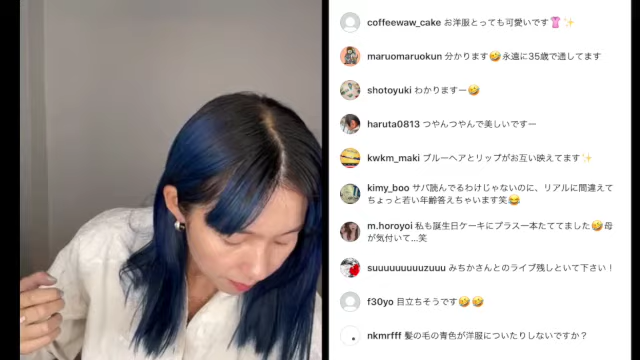 coffeewaw_cake お洋服とっても可愛いです👚✨
maruomaruokun 分かります🤣永遠に35歳で通してます
shotoyuki わかりますー🤣
haruta0813 つやんつやんで美しいですー
kwkm_maki ブルーヘアとリップがお互い映えてます✨
kimy_boo サバ読んでるわけじゃないのに、リアルに間違えて
ちょっと若い年齢答えちゃいます笑😂
m.horoyoi 私も誕生日ケーキにプラス一本たててました🤣母
が気付いて...笑
suuuuuuuuuzuuu みちかさんとのライブ残しといて下さい！
f30yo 目立ちそうです🤣🤣
nkmrfff 髪の毛の青色が洋服についたりしないですか？